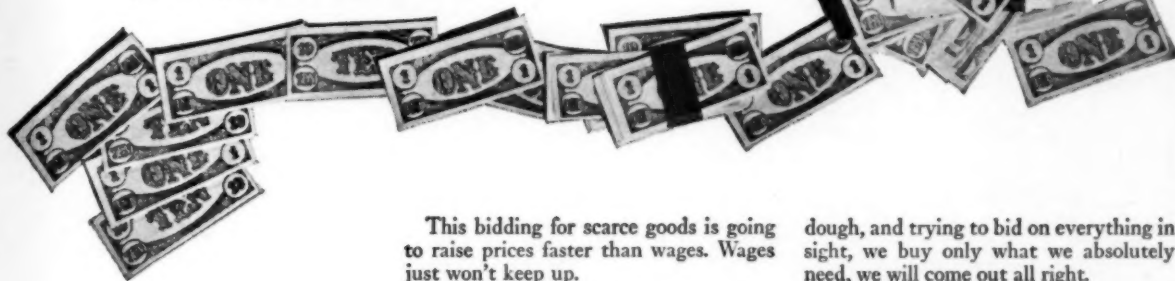 ONE
TEN
ONE
ONE
ONE
TEN
ONE
TEN
This bidding for scarce goods is going
to raise prices faster than wages. Wages
just won't keep up.
dough, and trying to bid on everything in
sight, we buy only what we absolutely
need, we will come out all right.